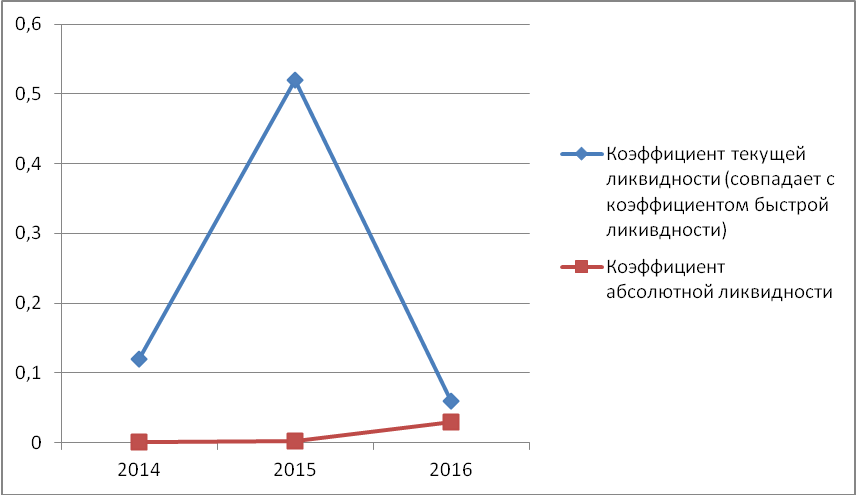 0,6
0,5
0,4
0,3
0,2
0,1
0
2014
2015
2016
Коэффициент текущей
ликвидности (совпадает с
коэффициентом быстрой
ликивдности)
Коэффициент
абсолютной ликвидности